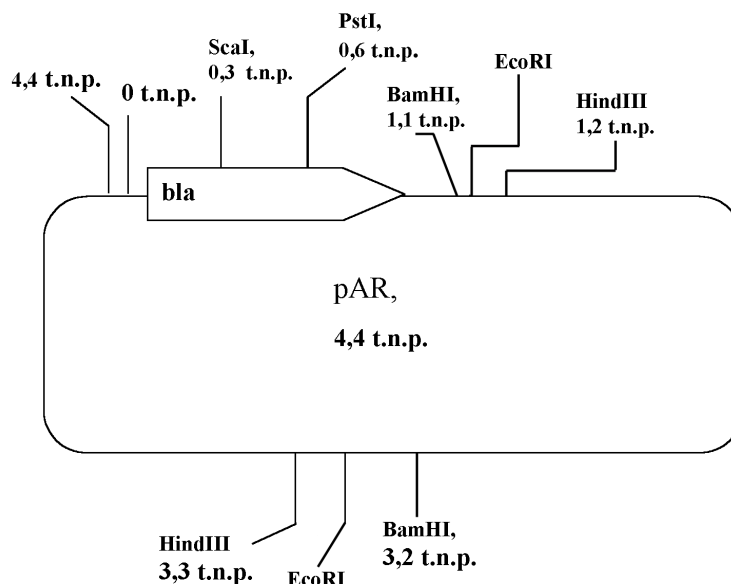 PstI,
0,6 t.n.p.
ScaI,
0,3 t.n.p.
4,4 t.n.p.
0 t.n.p.
BamHI,
1,1 t.n.p.
EcoRI
HindIII
1,2 t.n.p.
bla
pAR,
4,4 t.n.p.
HindIII
3,3 t.n.p.
EcoRI
BamHI,
3,2 t.n.p.